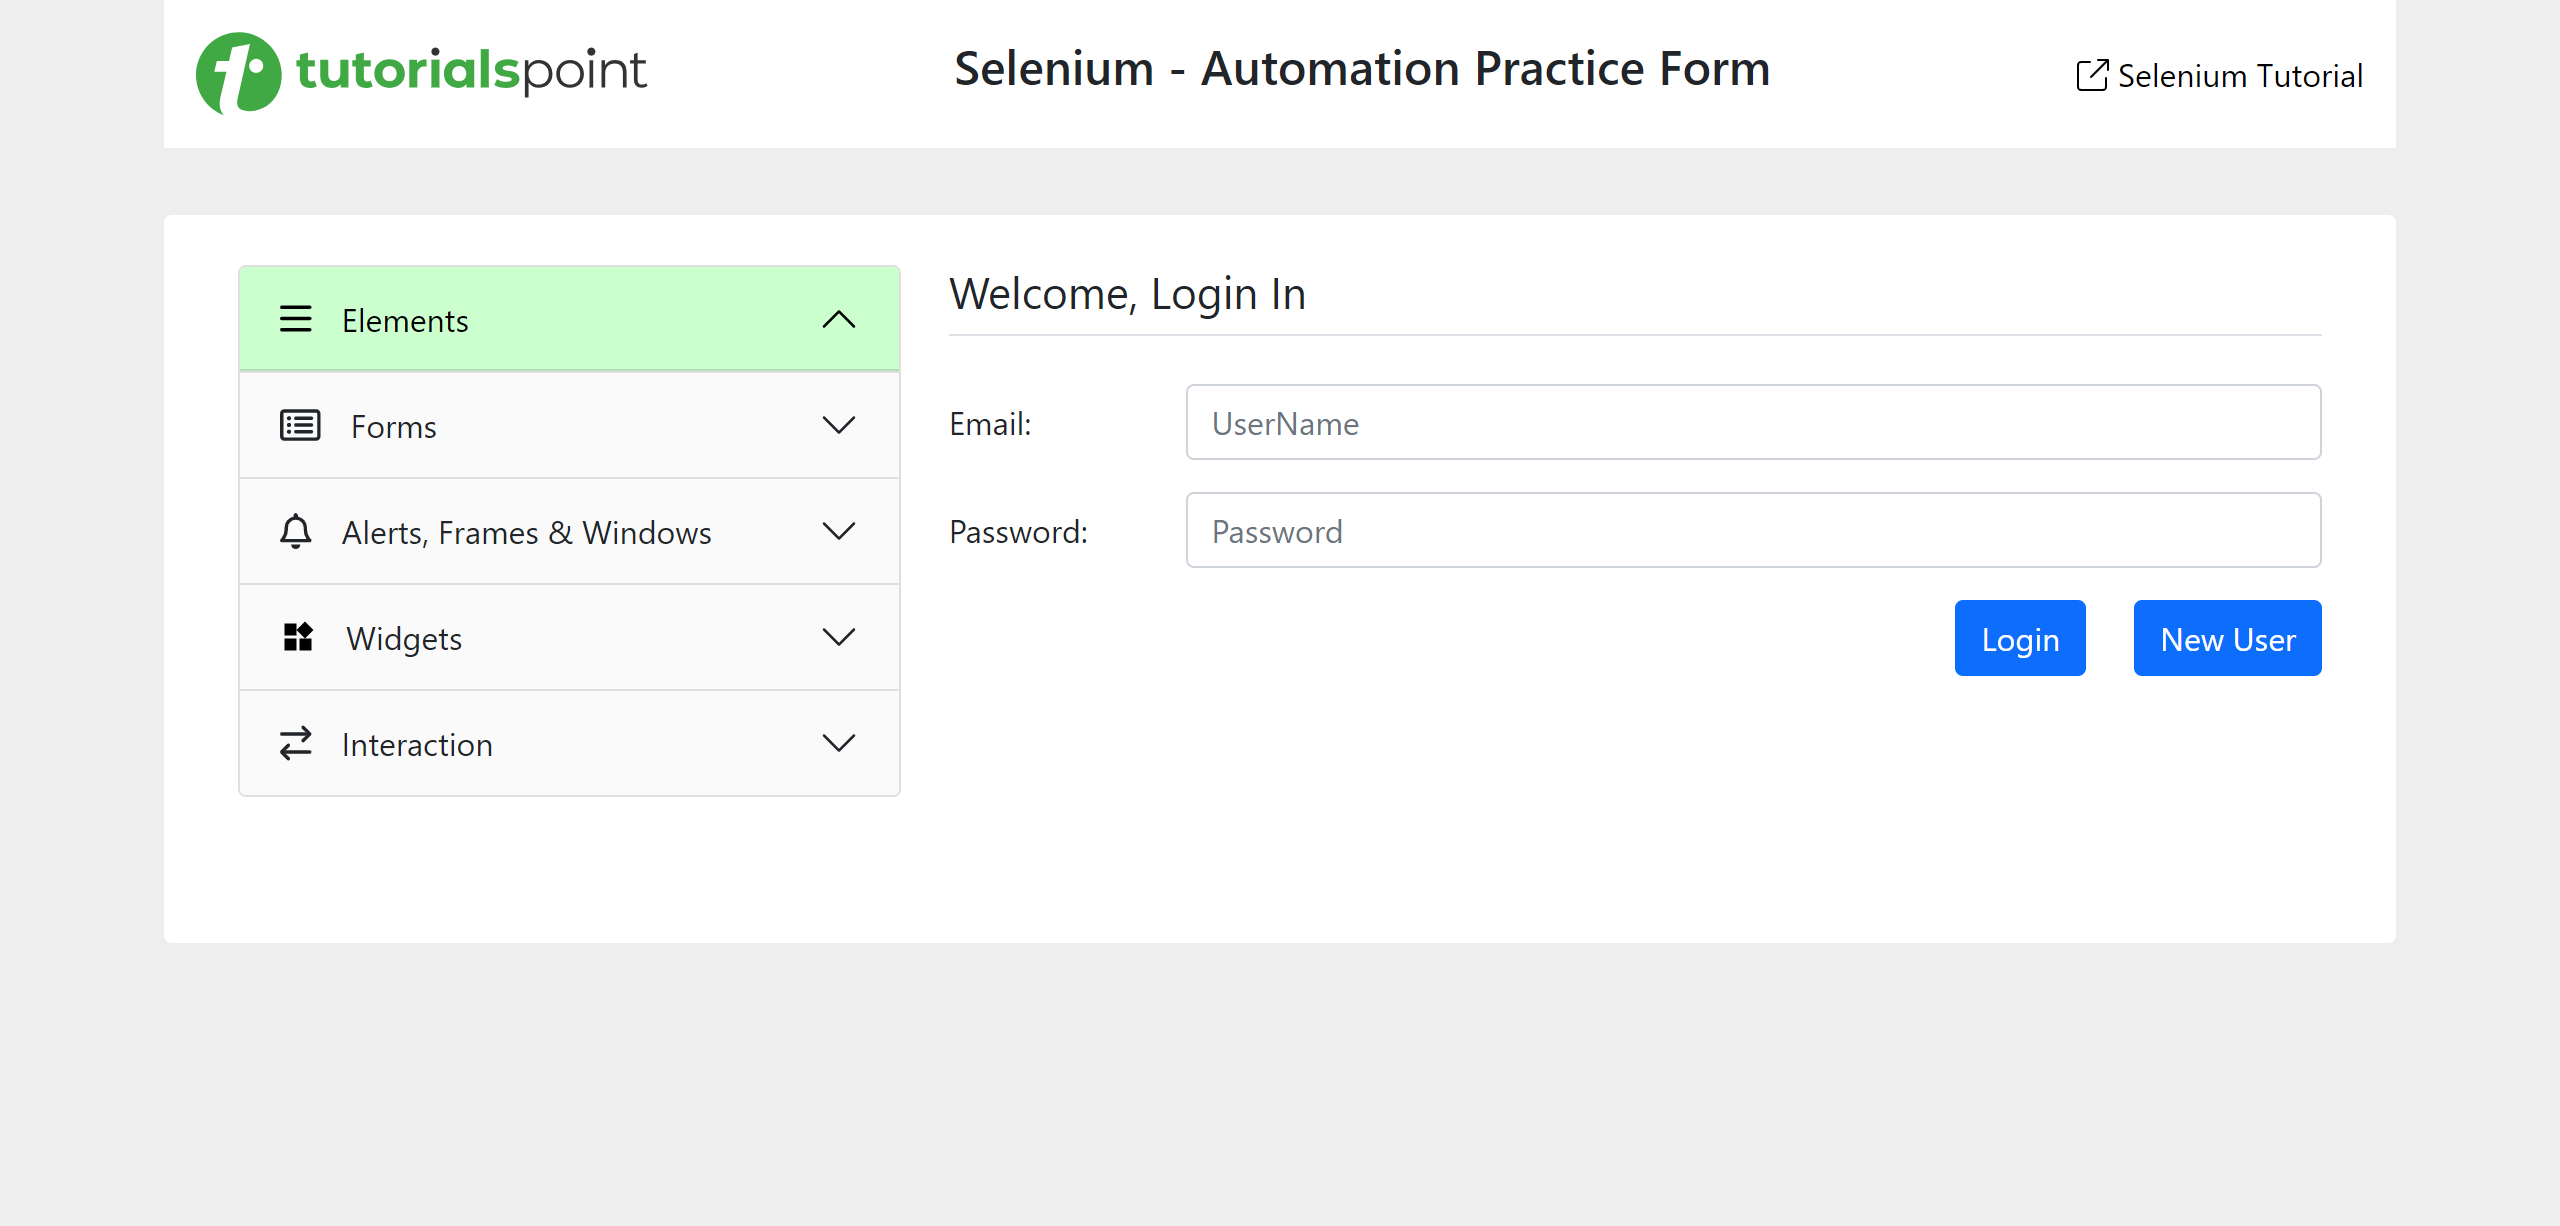 tutorialspoint
Selenium - Automation Practice Form
Selenium Tutorial
Elements
Forms
Alerts, Frames & Windows
Widgets
Interaction
Welcome, Login In
Email:
UserName
Password:
Password
Login
New User